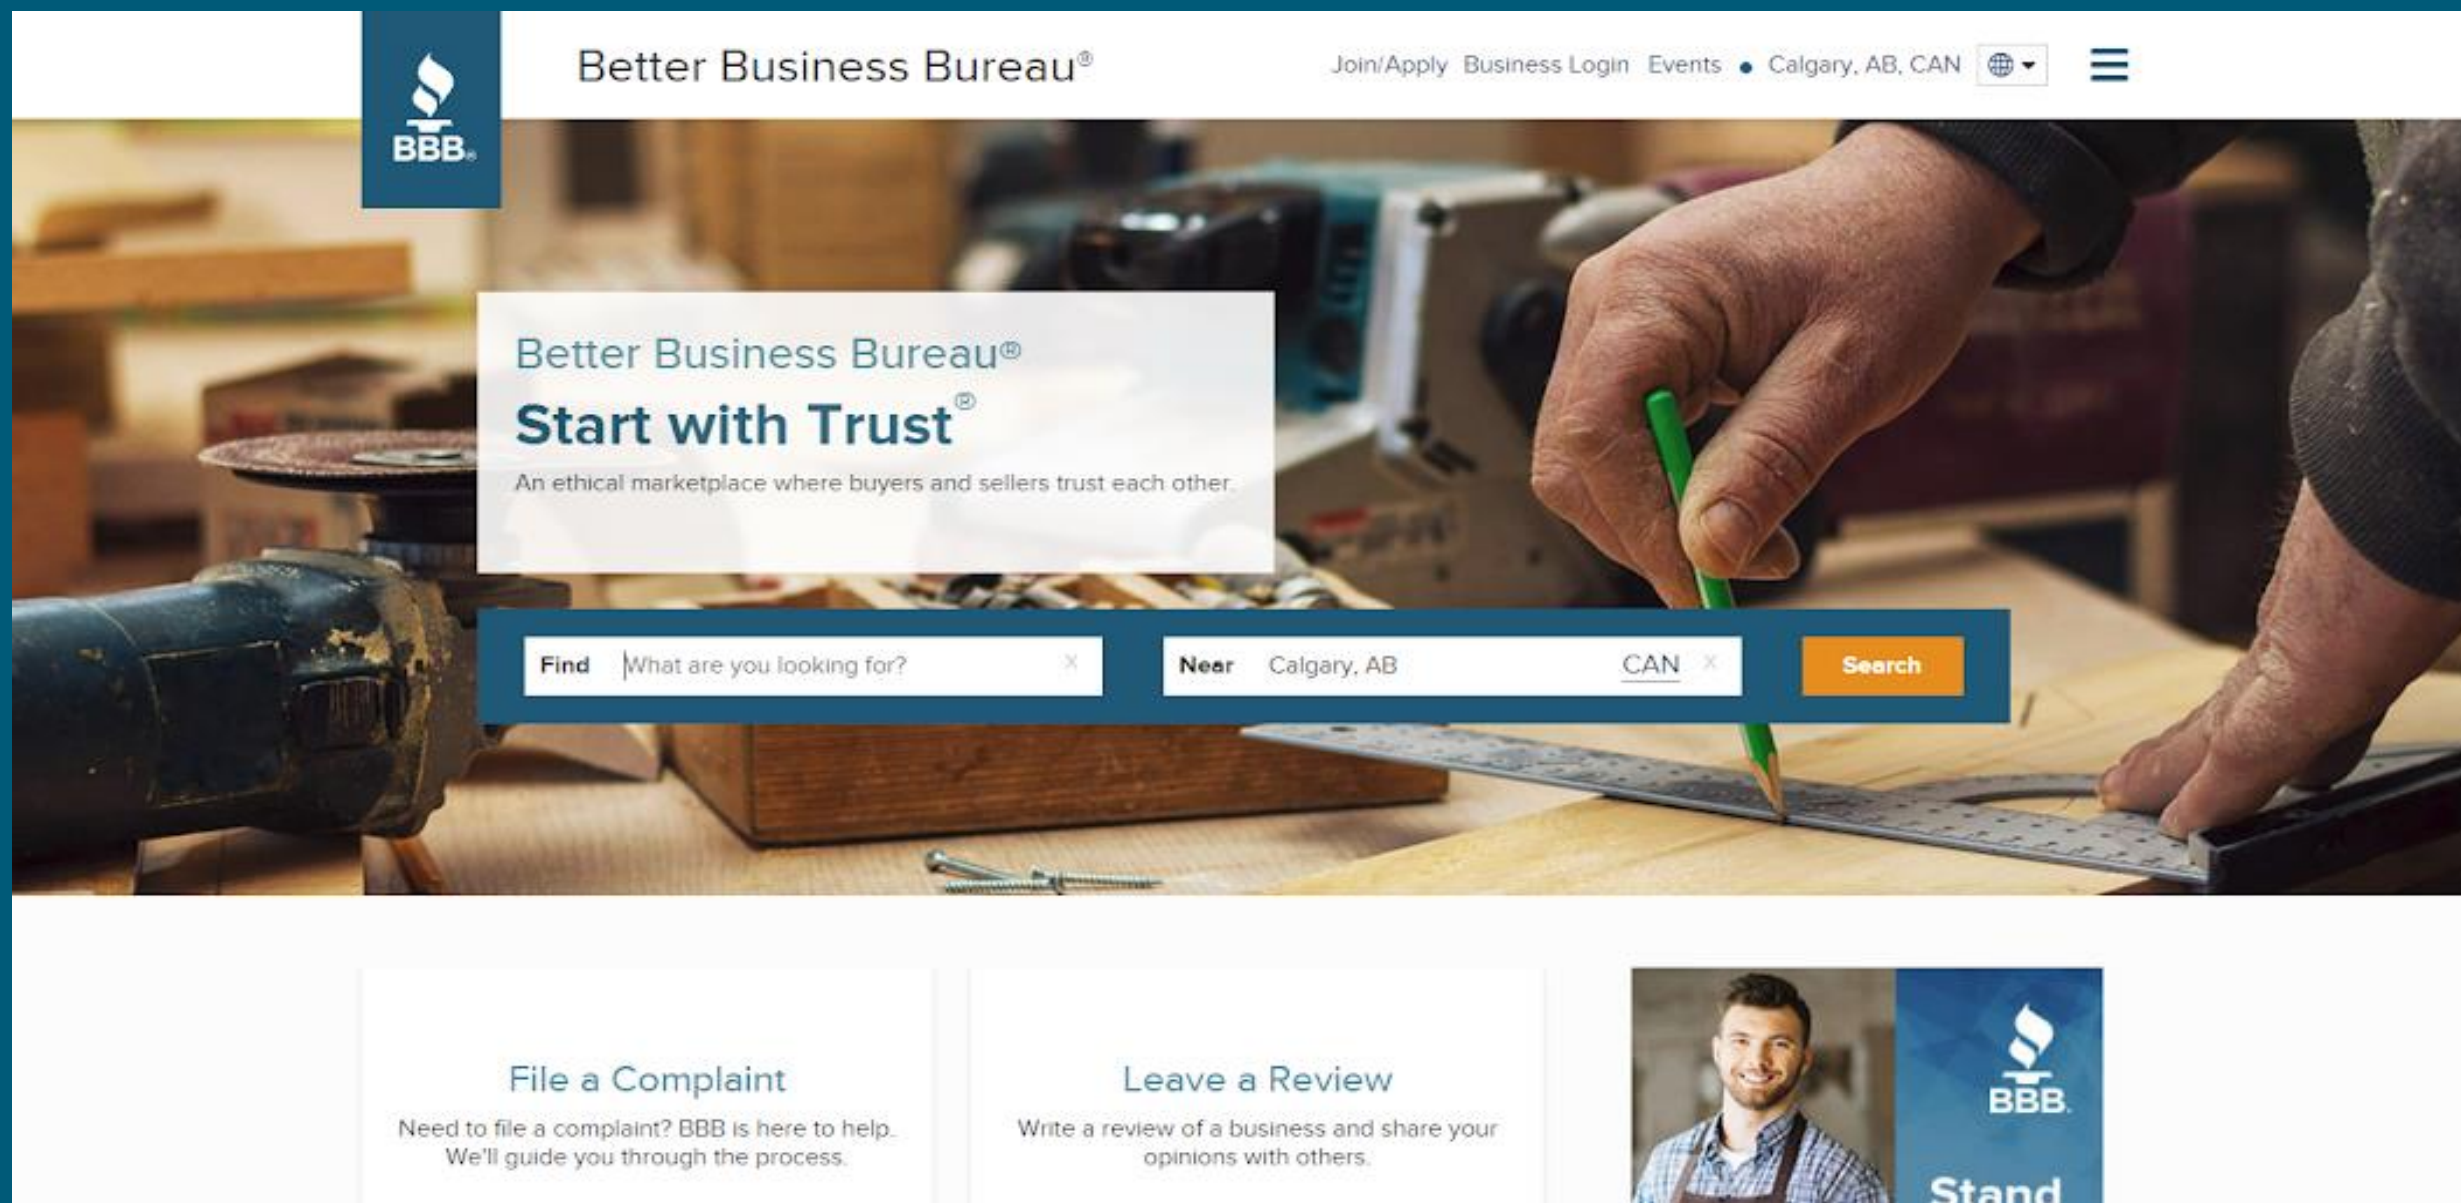 BBB®
Better Business Bureau®
Join/Apply Business Login Events • Calgary, AB, CAN
Better Business Bureau®
Start with Trust®
An ethical marketplace where buyers and sellers trust each other.
Find What are you looking for? X
Near Calgary, AB CAN X
Search
File a Complaint
Need to file a complaint? BBB is here to help.
We'll guide you through the process.
Leave a Review
Write a review of a business and share your
opinions with others.
BBB.
Stand